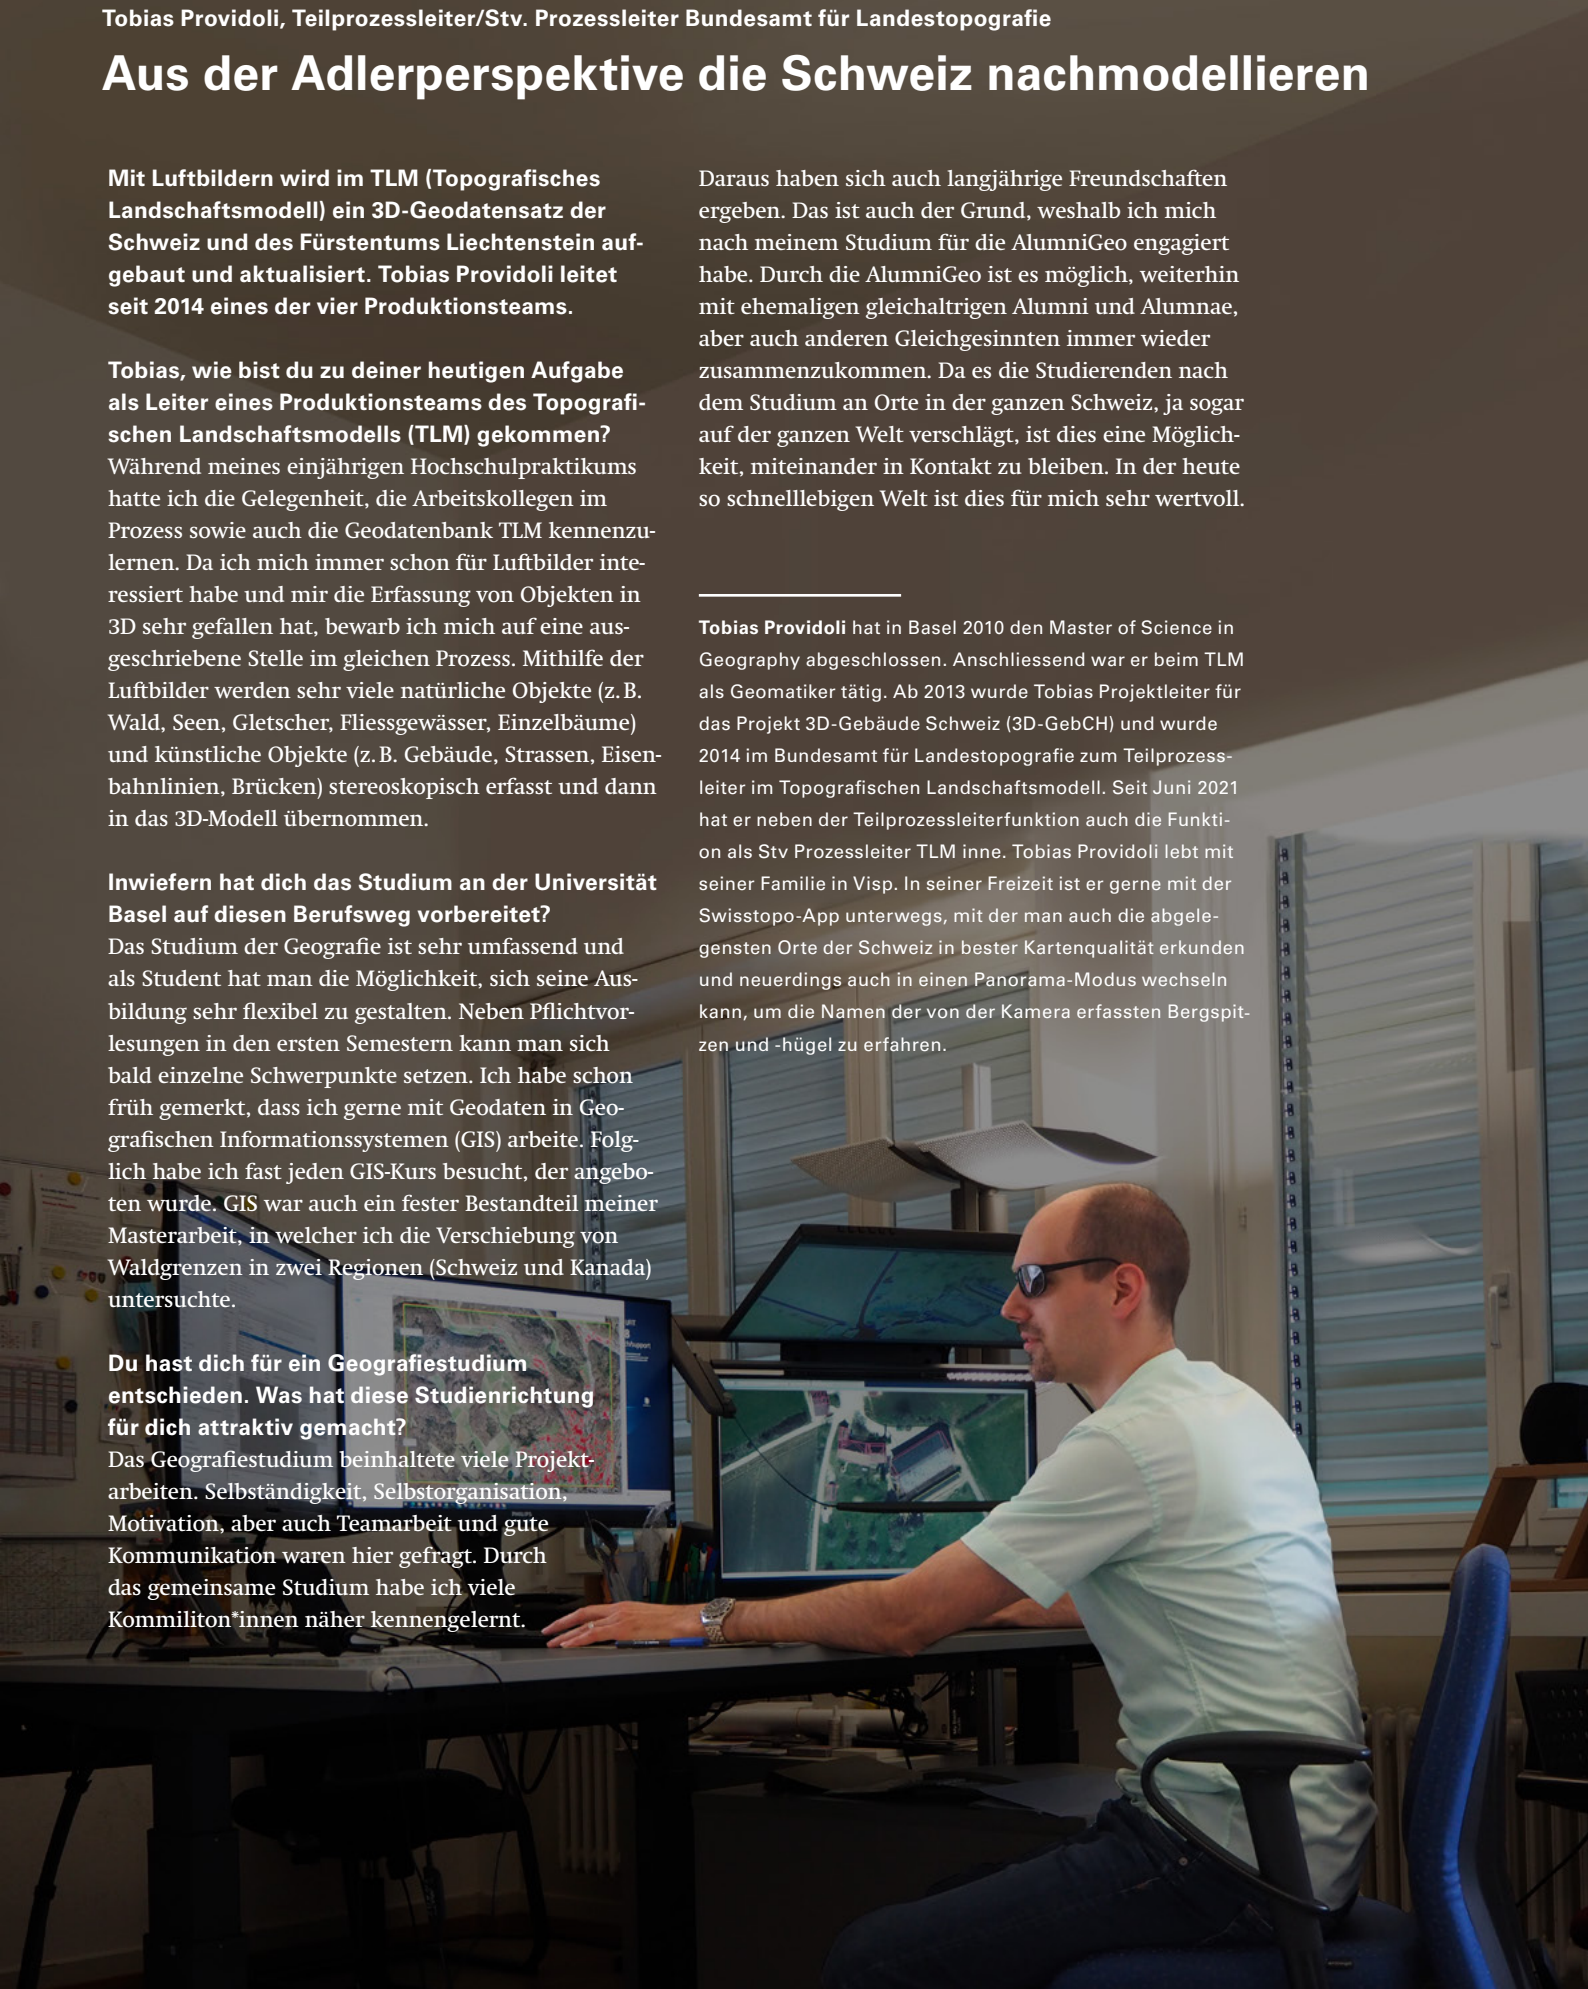 Tobias Providoli, Teilprozessleiter/Stv. Prozessleiter Bundesamt für Landestopografie
Aus der Adlerperspektive die Schweiz nachmodellieren
Mit Luftbildern wird im TLM (Topografisches
Landschaftsmodell) ein 3D-Geodatensatz der
Schweiz und des Fürstentums Liechtenstein auf-
gebaut und aktualisiert. Tobias Providoli leitet
seit 2014 eines der vier Produktionsteams.
Tobias, wie bist du zu deiner heutigen Aufgabe
als Leiter eines Produktionsteams des Topografi-
schen Landschaftsmodells (TLM) gekommen?
Während meines einjährigen Hochschulpraktikums
hatte ich die Gelegenheit, die Arbeitskollegen im
Prozess sowie auch die Geodatenbank TLM kennenzu-
lernen. Da ich mich immer schon für Luftbilder inte-
ressiert habe und mir die Erfassung von Objekten in
3D sehr gefallen hat, bewarb ich mich auf eine aus-
geschriebene Stelle im gleichen Prozess. Mithilfe der
Luftbilder werden sehr viele natürliche Objekte (z. B.
Wald, Seen, Gletscher, Fliessgewässer, Einzelbäume)
und künstliche Objekte (z. B. Gebäude, Strassen, Eisen-
bahnlinien, Brücken) stereoskopisch erfasst und dann
in das 3D-Modell übernommen.
Inwiefern hat dich das Studium an der Universität
Basel auf diesen Berufsweg vorbereitet?
Das Studium der Geografie ist sehr umfassend und
als Student hat man die Möglichkeit, sich seine Aus-
bildung sehr flexibel zu gestalten. Neben Pflichtvor-
lesungen in den ersten Semestern kann man sich
bald einzelne Schwerpunkte setzen. Ich habe schon
früh gemerkt, dass ich gerne mit Geodaten in Geo-
grafischen Informationssystemen (GIS) arbeite. Folg-
lich habe ich fast jeden GIS-Kurs besucht, der angebo-
ten wurde. GIS war auch ein fester Bestandteil meiner
Masterarbeit, in welcher ich die Verschiebung von
Waldgrenzen in zwei Regionen (Schweiz und Kanada)
untersuchte.
Du hast dich für ein Geografiestudium
entschieden. Was hat diese Studienrichtung
für dich attraktiv gemacht?
Das Geografiestudium beinhaltete viele Projekt-
arbeiten. Selbständigkeit, Selbstorganisation,
Motivation, aber auch Teamarbeit und gute
Kommunikation waren hier gefragt. Durch
das gemeinsame Studium habe ich viele
Kommiliton*innen näher kennengelernt.
Daraus haben sich auch langjährige Freundschaften
ergeben. Das ist auch der Grund, weshalb ich mich
nach meinem Studium für die AlumniGeo engagiert
habe. Durch die AlumniGeo ist es möglich, weiterhin
mit ehemaligen gleichaltrigen Alumni und Alumnae,
aber auch anderen Gleichgesinnten immer wieder
zusammenzukommen. Da es die Studierenden nach
dem Studium an Orte in der ganzen Schweiz, ja sogar
auf der ganzen Welt verschlägt, ist dies eine Möglich-
keit, miteinander in Kontakt zu bleiben. In der heute
so schnelllebigen Welt ist dies für mich sehr wertvoll.
Tobias Providoli hat in Basel 2010 den Master of Science in
Geography abgeschlossen. Anschliessend war er beim TLM
als Geomatiker tätig. Ab 2013 wurde Tobias Projektleiter für
das Projekt 3D-Gebäude Schweiz (3D-GebCH) und wurde
2014 im Bundesamt für Landestopografie zum Teilprozess-
leiter im Topografischen Landschaftsmodell. Seit Juni 2021
hat er neben der Teilprozessleiterfunktion auch die Funkti-
on als Stv Prozessleiter TLM inne. Tobias Providoli lebt mit
seiner Familie in Visp. In seiner Freizeit ist er gerne mit der
Swisstopo-App unterwegs, mit der man auch die abgele-
gensten Orte der Schweiz in bester Kartenqualität erkunden
und neuerdings auch in einen Panorama-Modus wechseln
kann, um die Namen der von der Kamera erfassten Bergspit-
zen und -hügel zu erfahren.